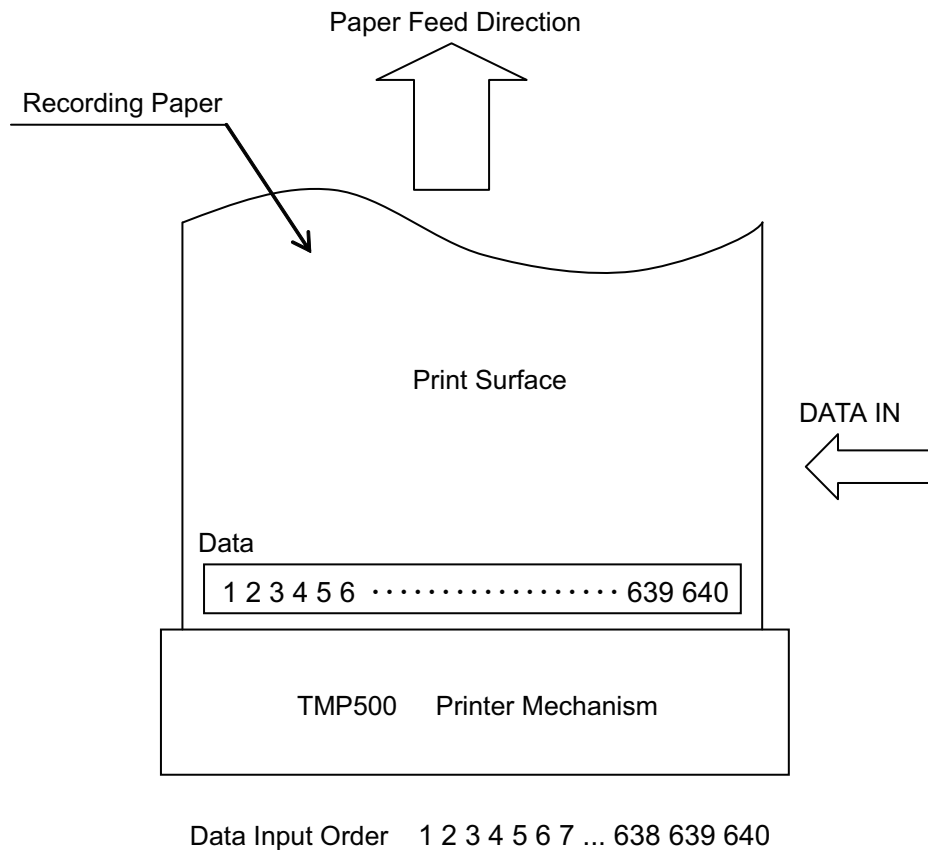 Paper Feed Direction
Recording Paper
Print Surface
DATA IN
Data
1 2 3 4 5 6 ·················· 639 640
TMP500 Printer Mechanism
Data Input Order 1 2 3 4 5 6 7 ... 638 639 640